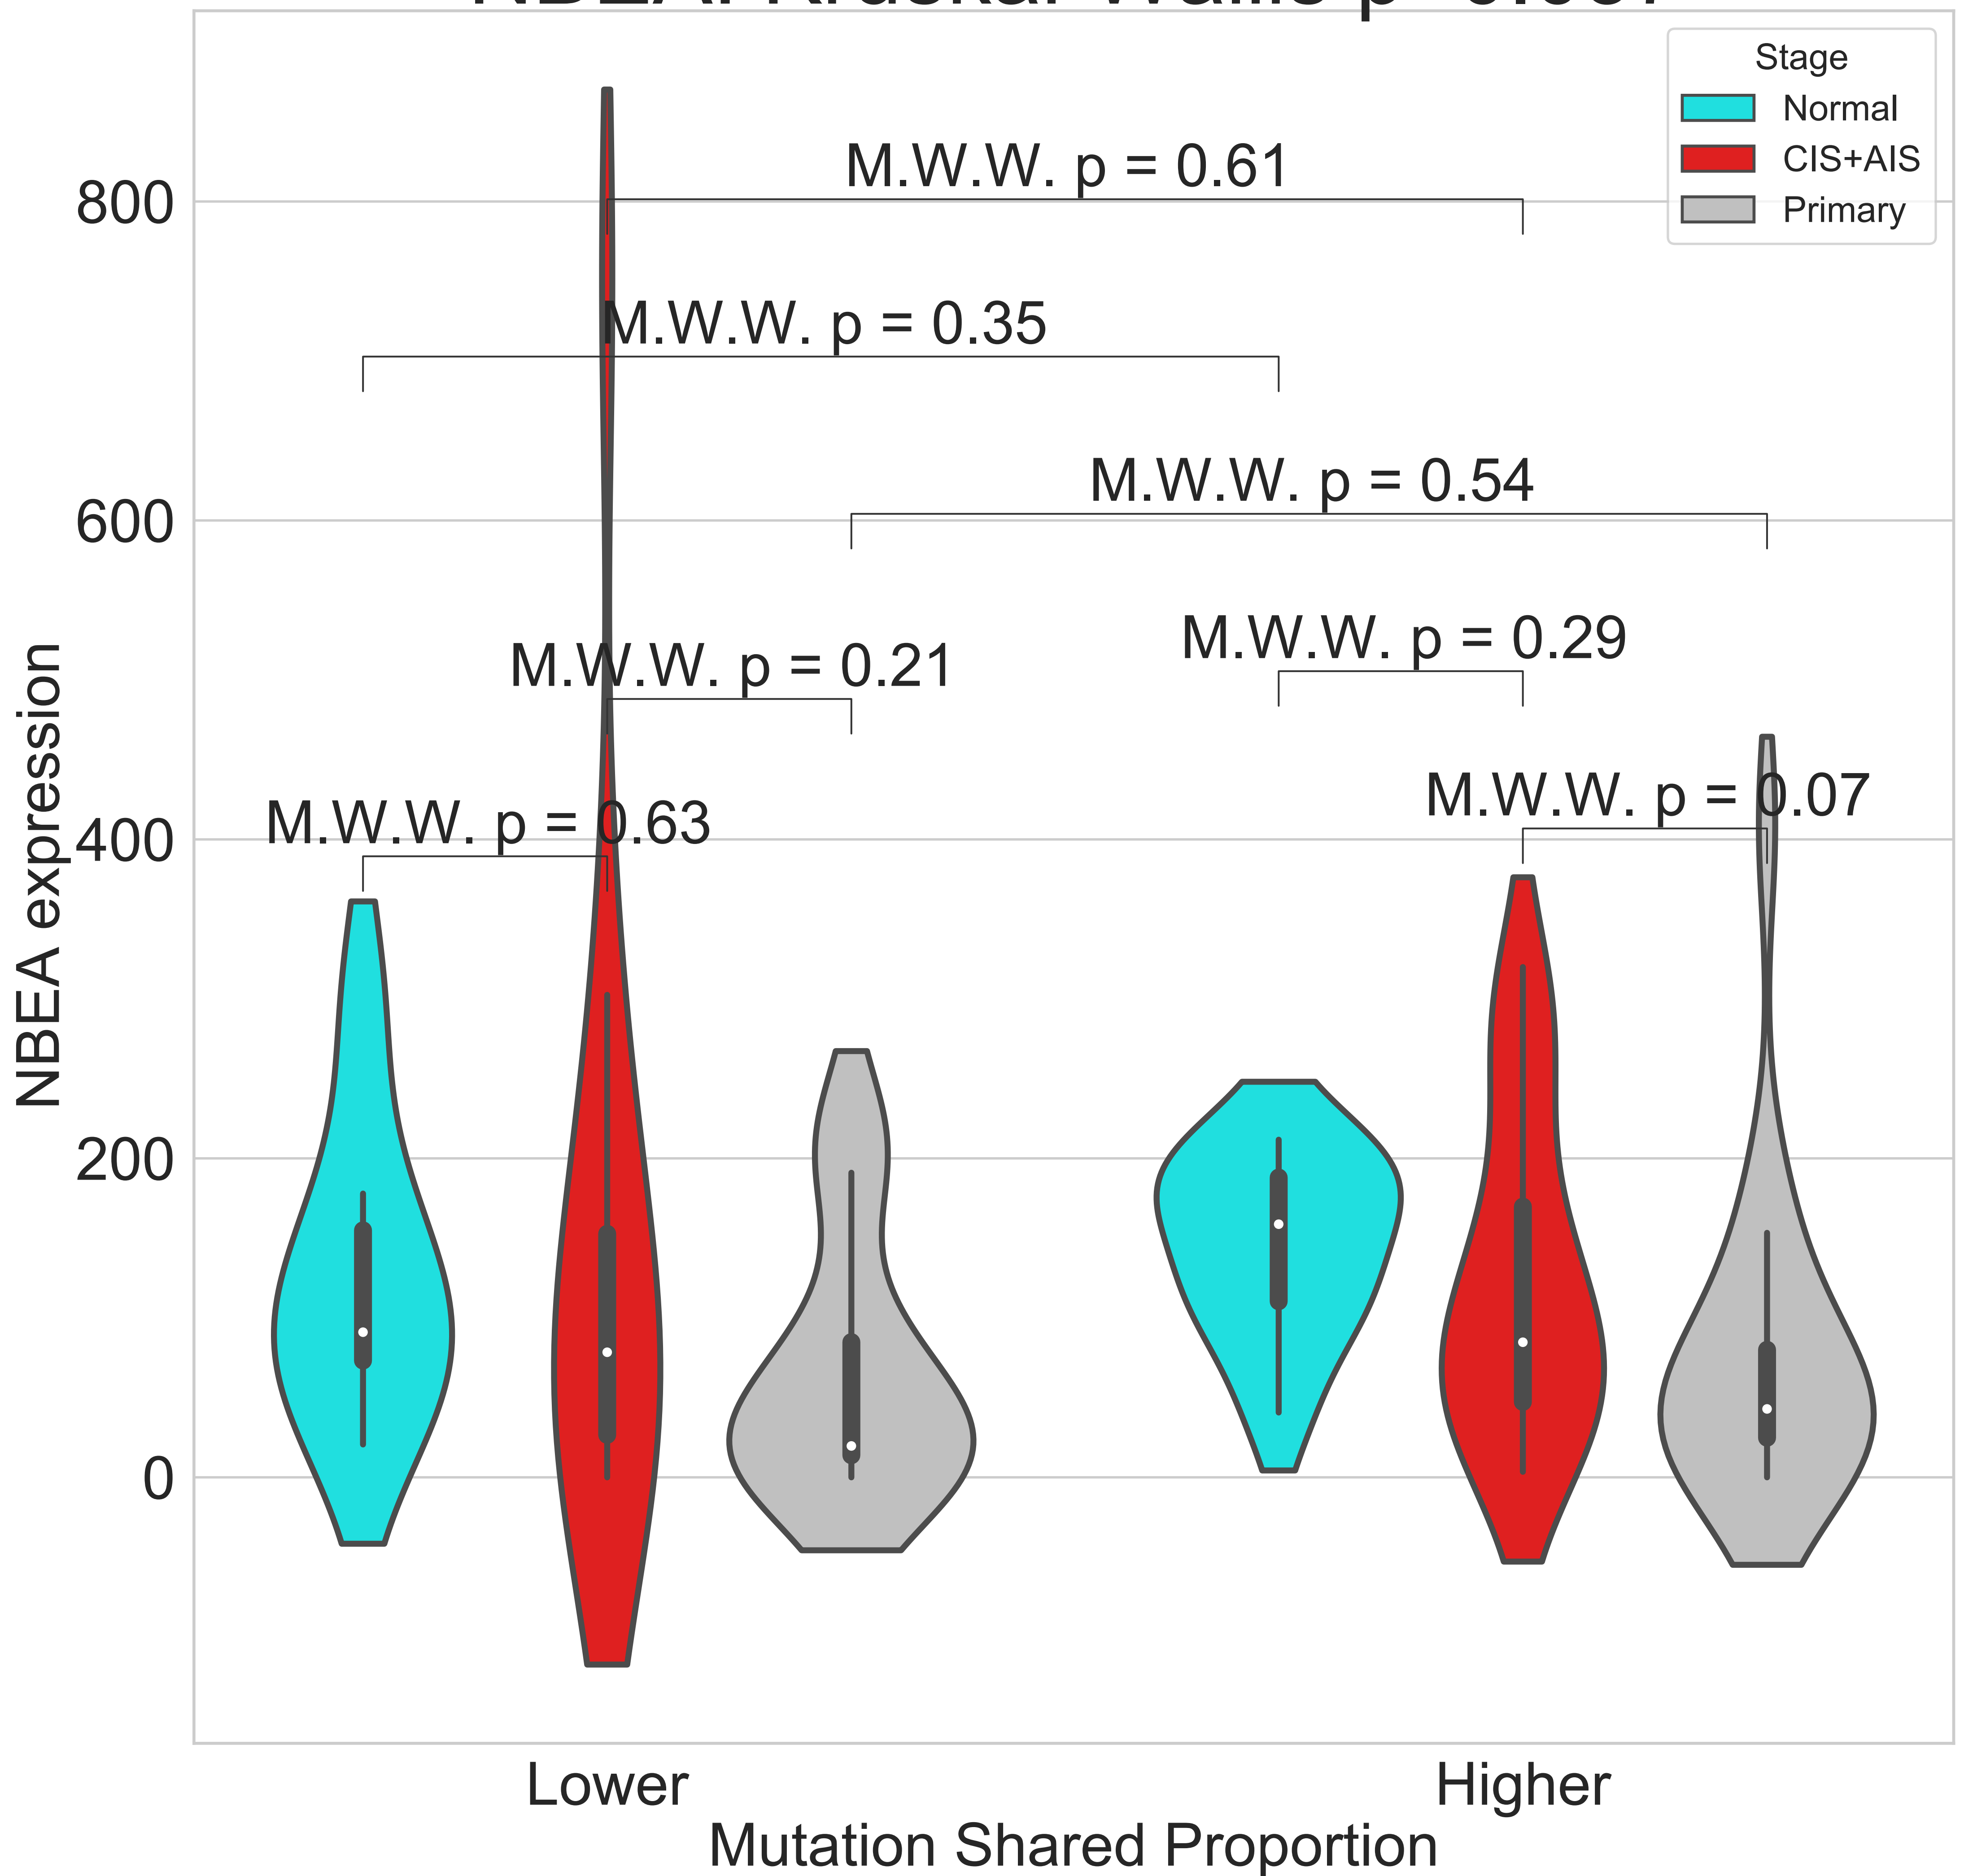 Stage
Normal
CIS+AIS
Primary
M.W.W. p = 0.61
M.W.W. p = 0.35
M.W.W. p = 0.54
M.W.W. p = 0.29
M.W.W. p = 0.21
M.W.W. p = 0.07
M.W.W. p = 0.63
NBEA expression
800
600
400
200
0
Lower
Higher
Mutation Shared Proportion